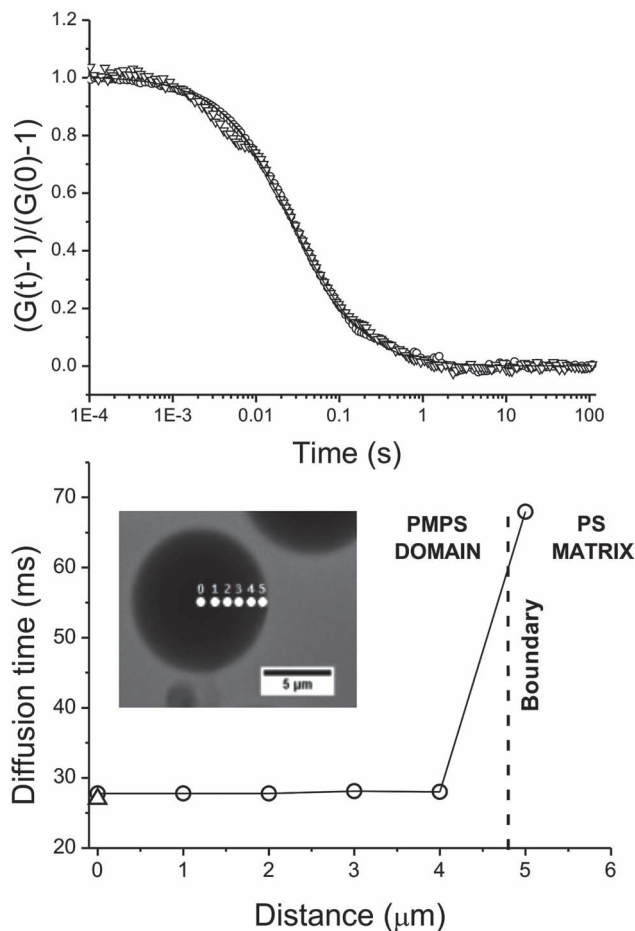 1.2
1.0
0.8
0.6
0.4
0.2
0.0
(G(t)-1)/(G(0)-1)
1E-4 1E-3 0.01 0.1 1 10 100
Time (s)
70
60
50
40
30
20
Diffusion time (ms)
PMPS DOMAIN
PS MATRIX
Boundary
0 1 2 3 4 5
5 µm
0 1 2 3 4 5 6
Distance (µm)